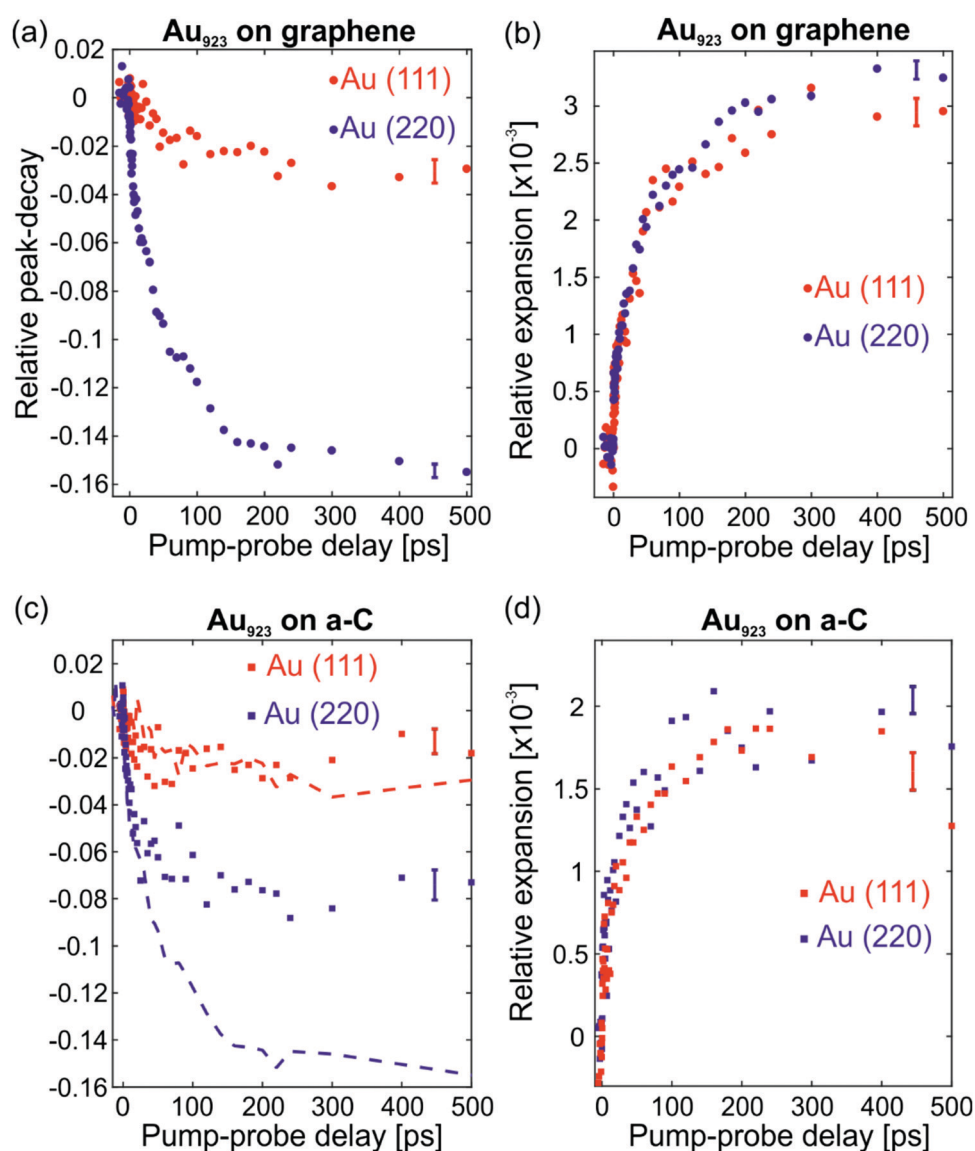 (a)
Au₉₂₃ on graphene
0.02
0
-0.02
-0.04
-0.06
-0.08
-0.1
-0.12
-0.14
-0.16
Relative peak-decay
Au (111)
Au (220)
0 100 200 300 400 500
Pump-probe delay [ps]
(b)
Au₉₂₃ on graphene
3
2.5
2
1.5
1
0.5
0
Relative expansion [x10⁻³]
Au (111)
Au (220)
0 100 200 300 400 500
Pump-probe delay [ps]
(c)
Au₉₂₃ on a-C
0.02
0
-0.02
-0.04
-0.06
-0.08
-0.1
-0.12
-0.14
-0.16
Au (111)
Au (220)
0 100 200 300 400 500
Pump-probe delay [ps]
(d)
Au₉₂₃ on a-C
2
1.5
1
0.5
0
Relative expansion [x10⁻³]
Au (111)
Au (220)
0 100 200 300 400 500
Pump-probe delay [ps]